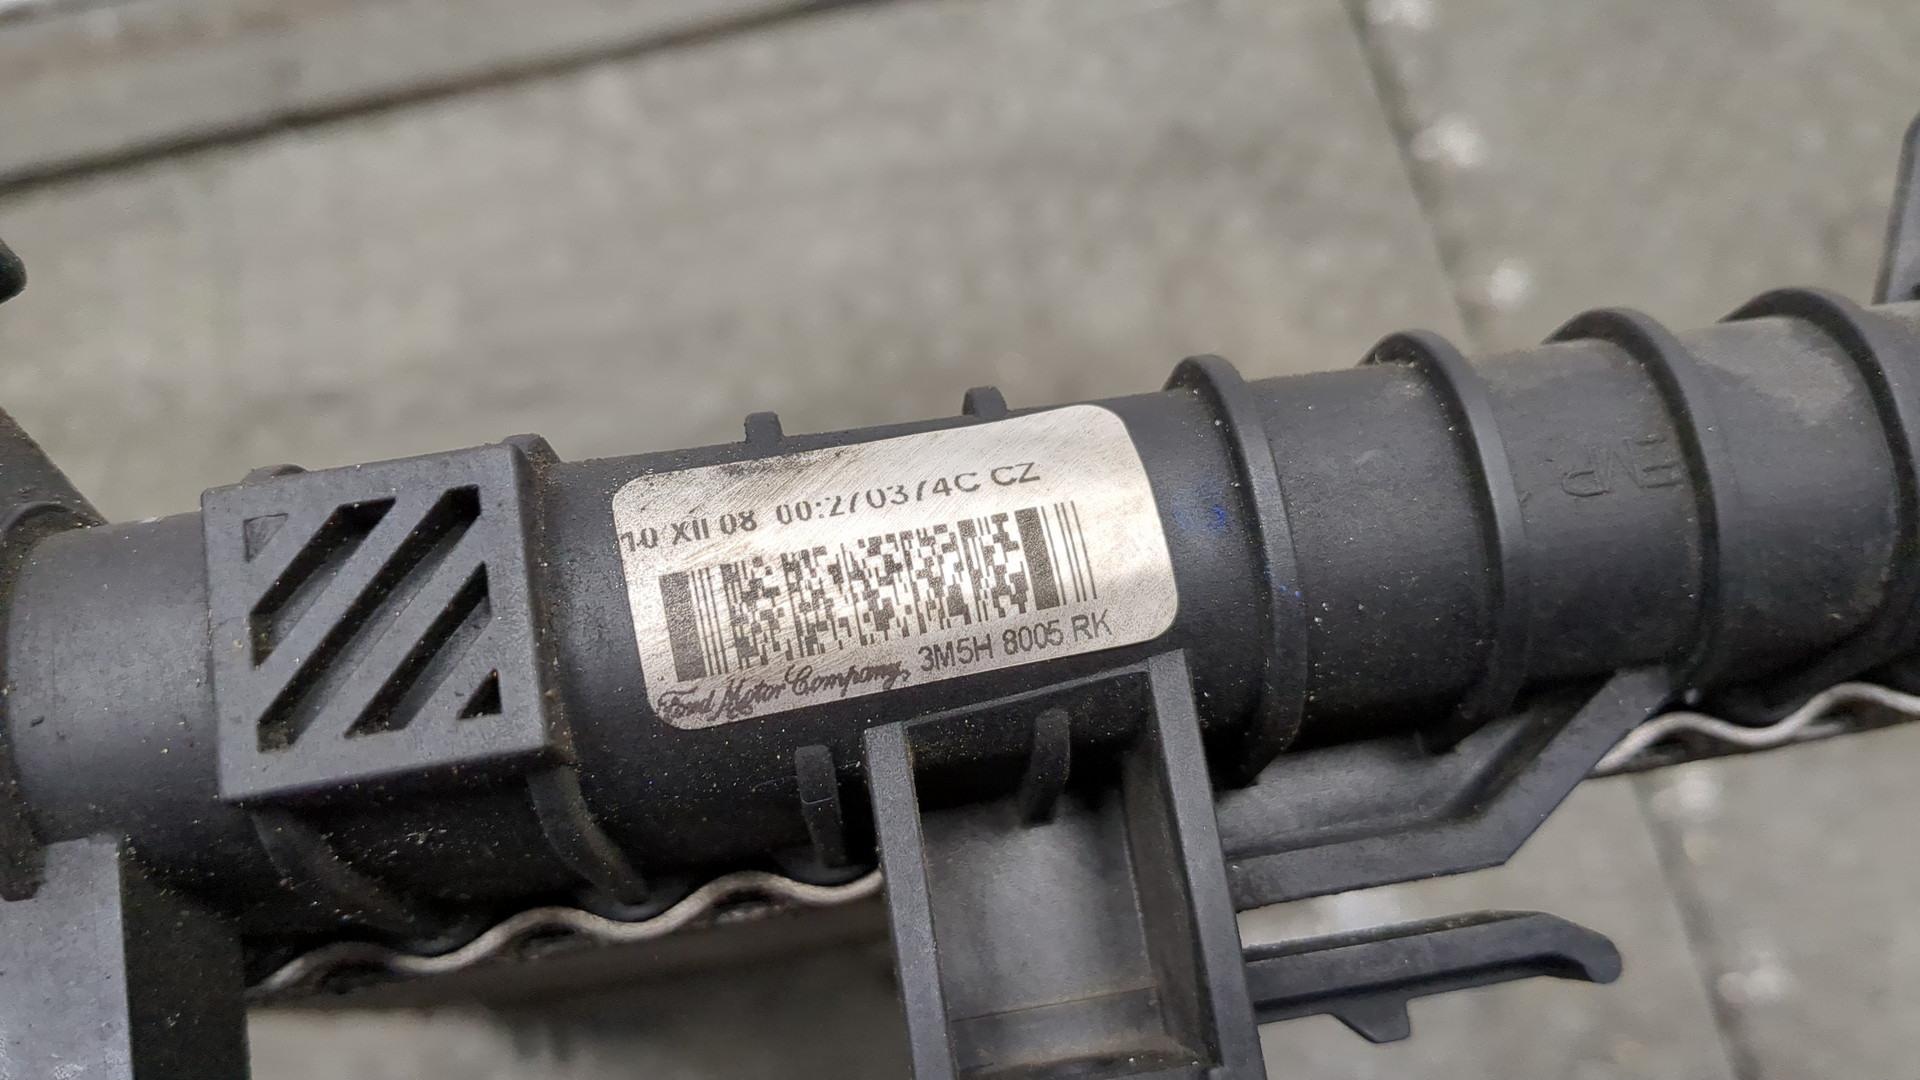 10 XII 08 00:270374C CZ
Ford Motor Company, 3M5H 8005 RK